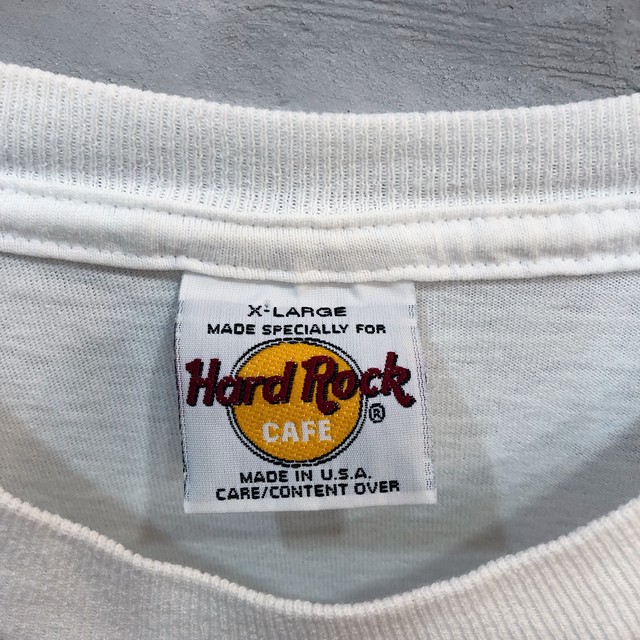 X-LARGE
MADE SPECIALLY FOR
Hard Rock
CAFE
®
MADE IN U.S.A.
CARE/CONTENT OVER